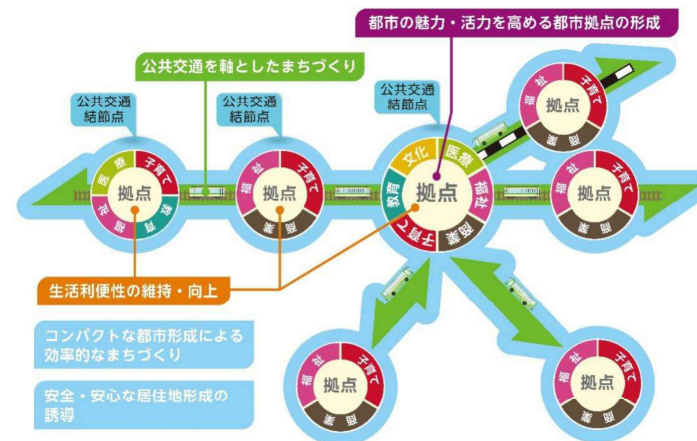 都市の魅力・活力を高める都市拠点の形成
公共交通を軸としたまちづくり
公共交通
結節点
公共交通
結節点
公共交通
結節点
福祉
子育て
商業
拠点
医療
子育て
福祉
教育
拠点
福祉
子育て
商業
拠点
文化
医療
教育
福祉
子育て
商業
拠点
福祉
子育て
商業
拠点
生活利便性の維持・向上
コンパクトな都市形成による
効率的なまちづくり
安全・安心な居住地形成の
誘導
福祉
子育て
商業
拠点
福祉
子育て
商業
拠点